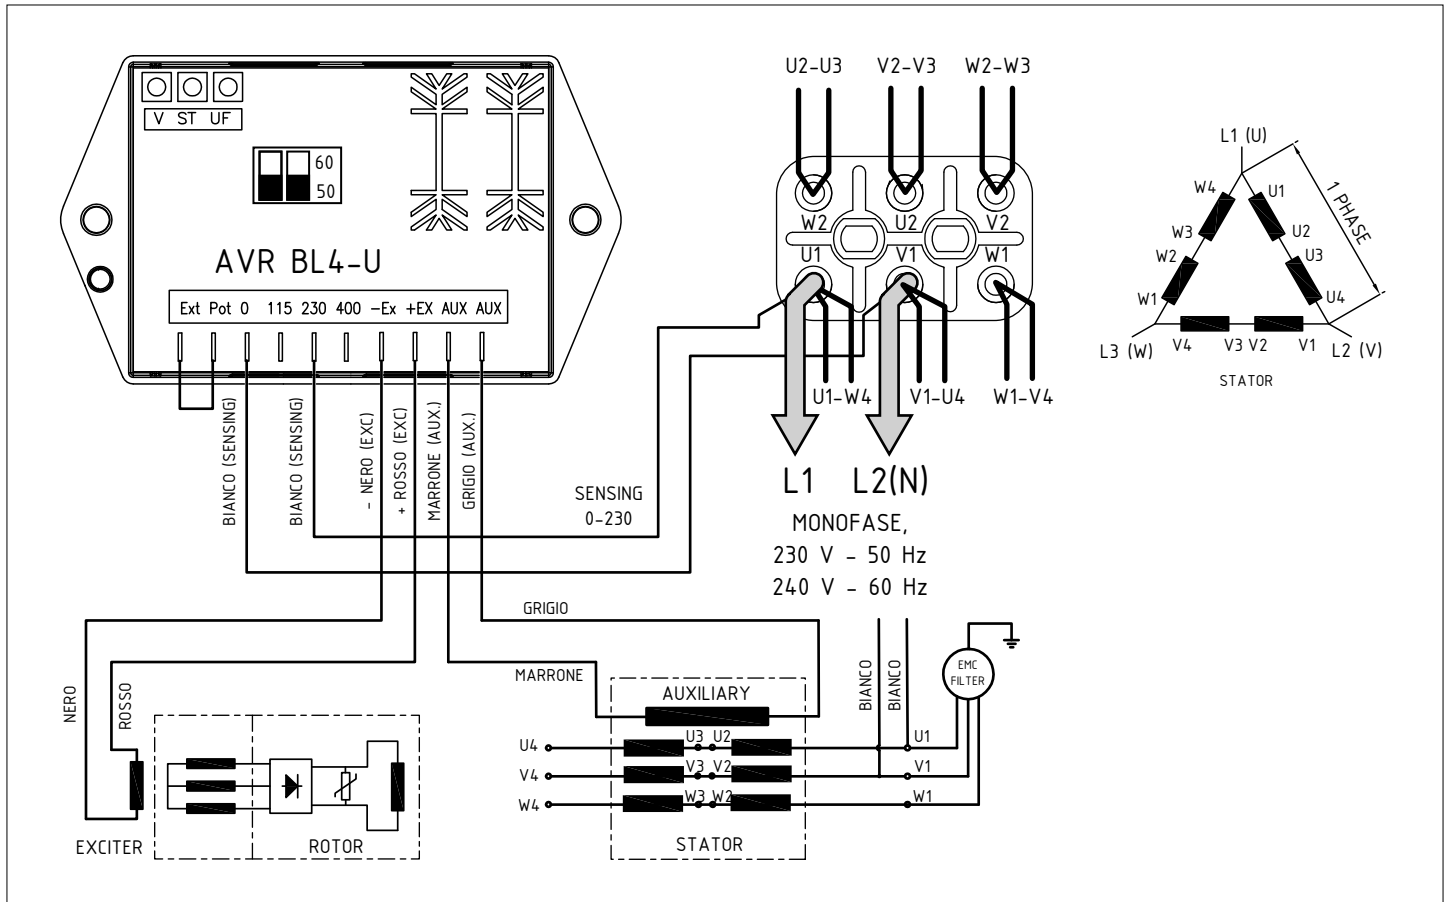 V ST UF
60
50
AVR BL4-U
Ext Pot 0 115 230 400 -Ex +EX AUX AUX
BIANCO (SENSING)
BIANCO (SENSING)
- NERO (EXC)
+ ROSSO (EXC)
MARRONE (AUX.)
GRIGIO (AUX.)
SENSING
0-230
U2-U3 V2-V3 W2-W3
W2 U2 V2
U1 V1 W1
U1-W4 V1-U4 W1-V4
L1 L2(N)
MONOFASE,
230 V - 50 Hz
240 V - 60 Hz
L1 (U)
W4 U1
1 PHASE
W3 U2
W2 U3
W1 U4
L3 (W) V4 V3 V2 V1 L2 (V)
STATOR
GRIGIO
MARRONE
NERO
ROSSO
EXCITER
ROTOR
AUXILIARY
BIANCO
BIANCO
EMC
FILTER
U4 U3 U2 U1
V4 V3 V2 V1
W4 W3 W2 W1
STATOR